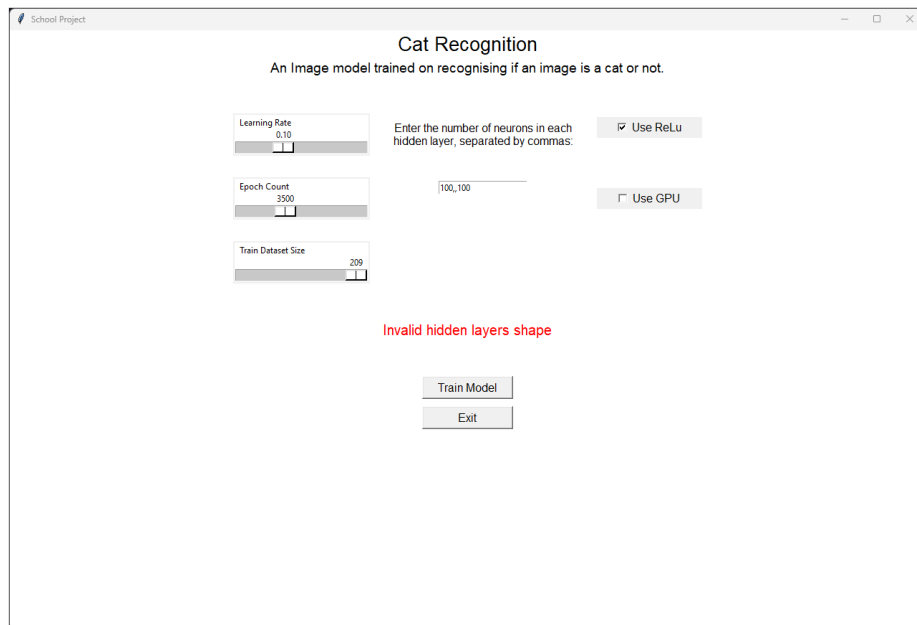 School Project
Cat Recognition
An Image model trained on recognising if an image is a cat or not.
Learning Rate
0.10
Enter the number of neurons in each
hidden layer, separated by commas:
Use ReLu
Epoch Count
3500
100,,100
Use GPU
Train Dataset Size
209
Invalid hidden layers shape
Train Model
Exit